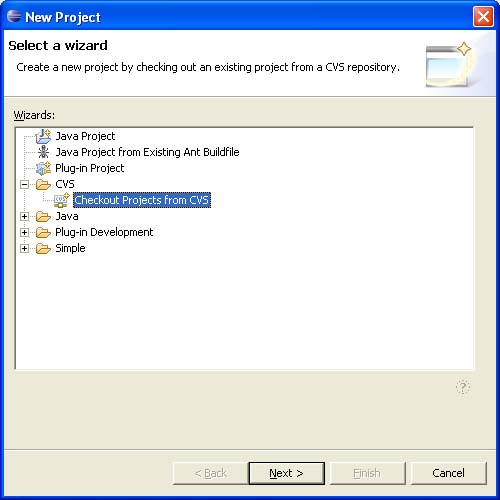 New Project
Select a wizard
Create a new project by checking out an existing project from a CVS repository.
Wizards:
Java Project
Java Project from Existing Ant Buildfile
Plug-in Project
CVS
Checkout Projects from CVS
Java
Plug-in Development
Simple
?
< Back Next > Finish Cancel